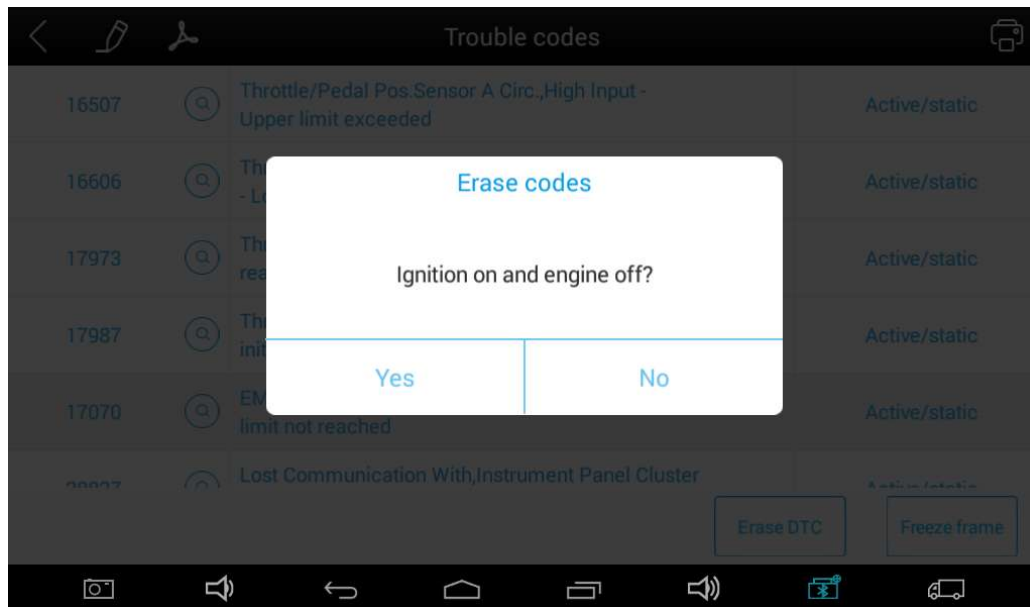 Trouble codes
16507
Throttle/Pedal Pos.Sensor A Circ.,High Input -
Upper limit exceeded
Active/static
16606
Active/static
17973
Active/static
17987
Active/static
17070
limit not reached
Active/static
Lost Communication With,Instrument Panel Cluster
Active/static
Erase codes
Ignition on and engine off?
Yes
No
Erase DTC
Freeze frame